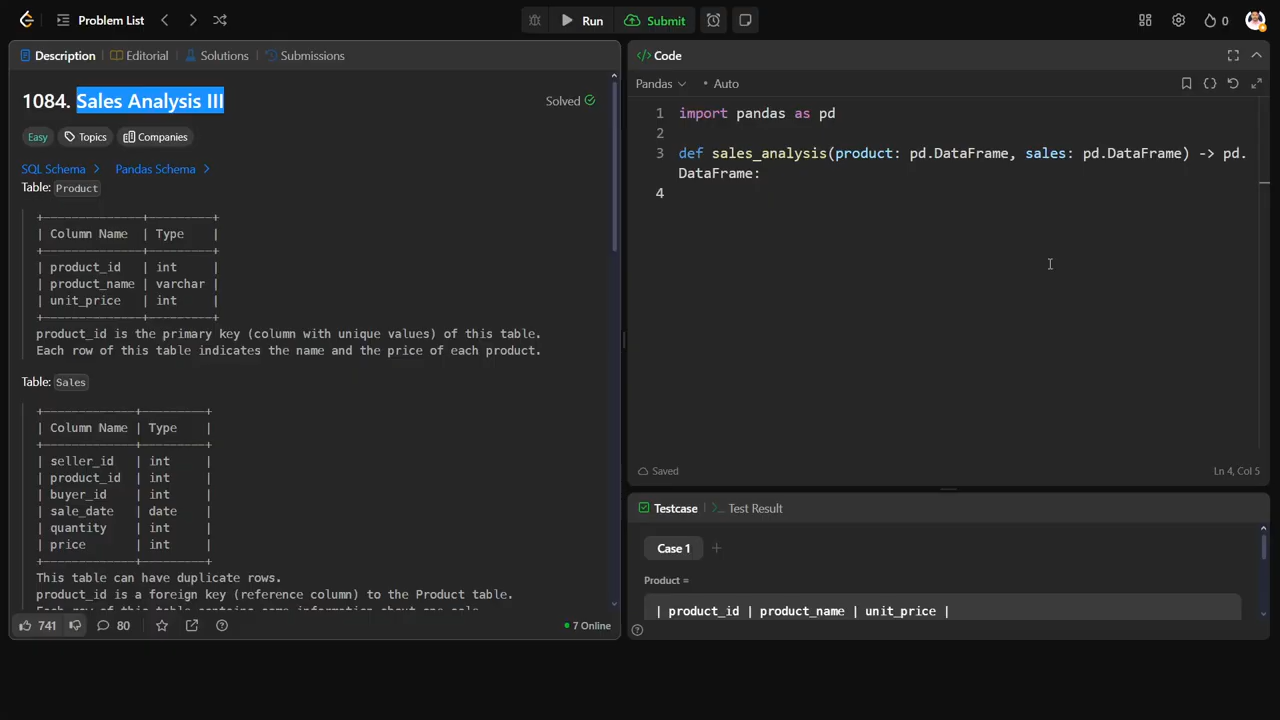 Problem List
Run
Submit
0
Description
Editorial
Solutions
Submissions
1084. Sales Analysis III
Solved
Easy
Topics
Companies
SQL Schema
Pandas Schema
Table: Product
+--------------+---------+
| Column Name  | Type    |
+--------------+---------+
| product_id   | int     |
| product_name | varchar |
| unit_price   | int     |
+--------------+---------+
product_id is the primary key (column with unique values) of this table.
Each row of this table indicates the name and the price of each product.
Table: Sales
+-------------+---------+
| Column Name | Type    |
+-------------+---------+
| seller_id   | int     |
| product_id  | int     |
| buyer_id    | int     |
| sale_date   | date    |
| quantity    | int     |
| price       | int     |
+-------------+---------+
This table can have duplicate rows.
product_id is a foreign key (reference column) to the Product table.
741
80
7 Online
Code
Pandas
Auto
1 import pandas as pd
2
3 def sales_analysis(product: pd.DataFrame, sales: pd.DataFrame) -> pd.
DataFrame:
4
Saved
Ln 4, Col 5
Testcase
Test Result
Case 1
Product =
| product_id | product_name | unit_price |